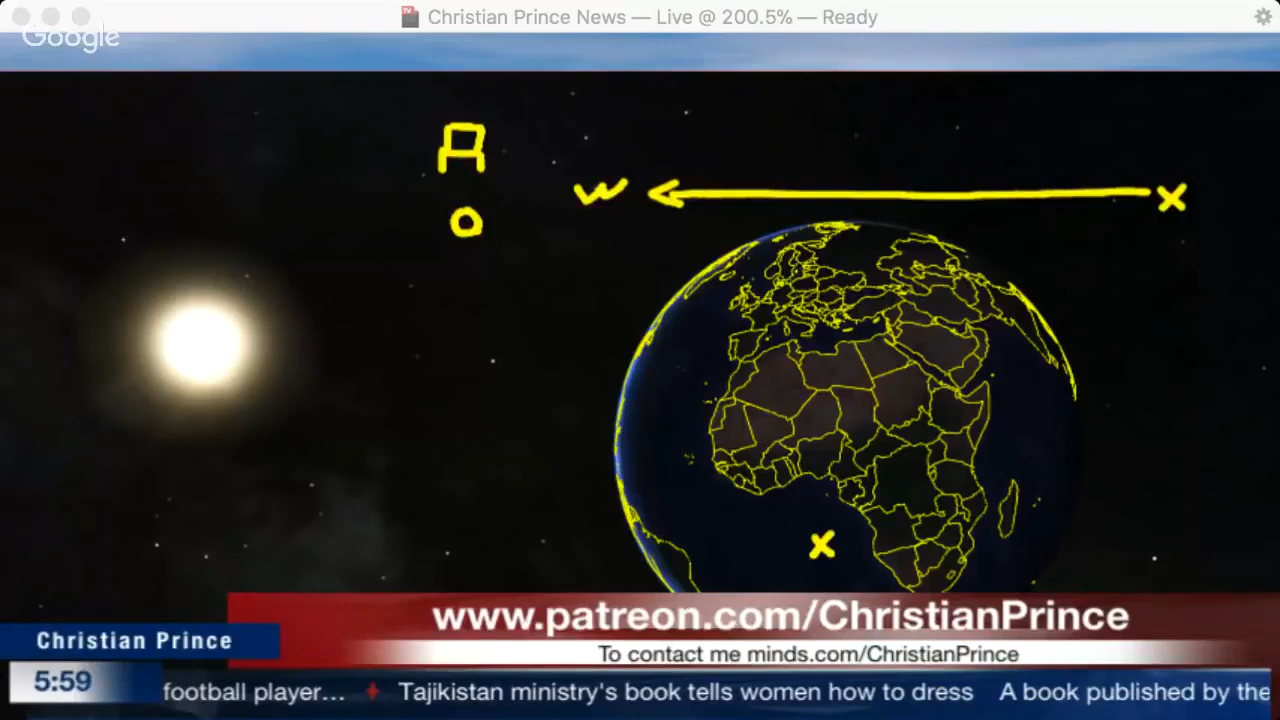 Christian Prince News — Live @ 200.5% — Ready
Google
W X
X
www.patreon.com/ChristianPrince
Christian Prince
To contact me minds.com/ChristianPrince
5:59
football player... ♦ Tajikistan ministry's book tells women how to dress A book published by the